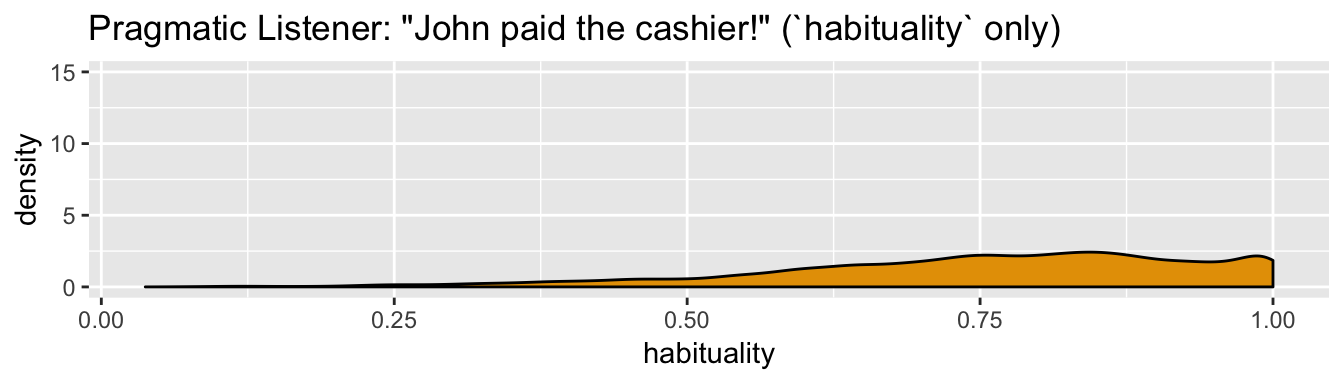 Pragmatic Listener: "John paid the cashier!" (`habituality` only)
15
10
5
0
density
0.00 0.25 0.50 0.75 1.00
habituality